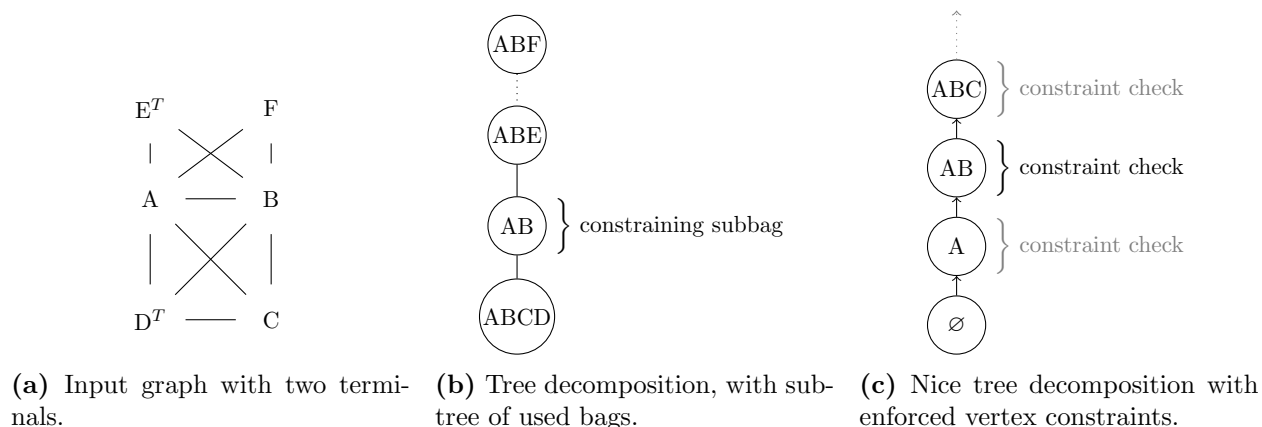 E^T F
A B
D^T C
(a) Input graph with two termi-
nals.
ABF
ABE
AB } constraining subbag
ABCD
(b) Tree decomposition, with sub-
tree of used bags.
ABC } constraint check
AB } constraint check
A } constraint check
∅
(c) Nice tree decomposition with
enforced vertex constraints.